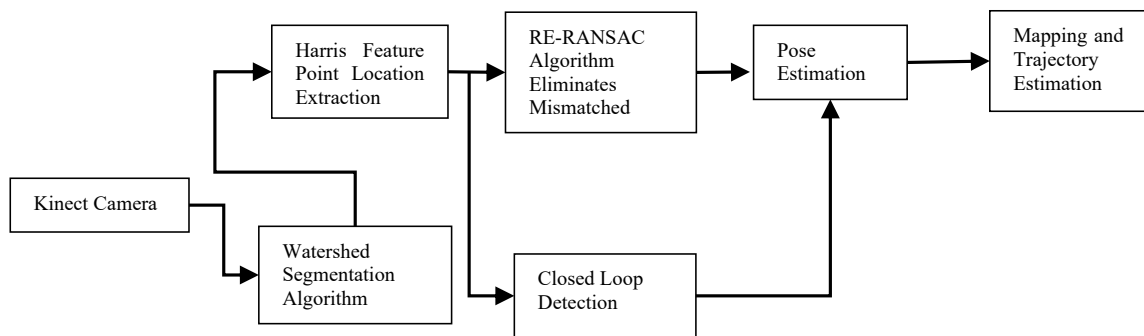 Harris Feature
Point Location
Extraction
RE-RANSAC
Algorithm
Eliminates
Mismatched
Pose
Estimation
Mapping and
Trajectory
Estimation
Kinect Camera
Watershed
Segmentation
Algorithm
Closed Loop
Detection